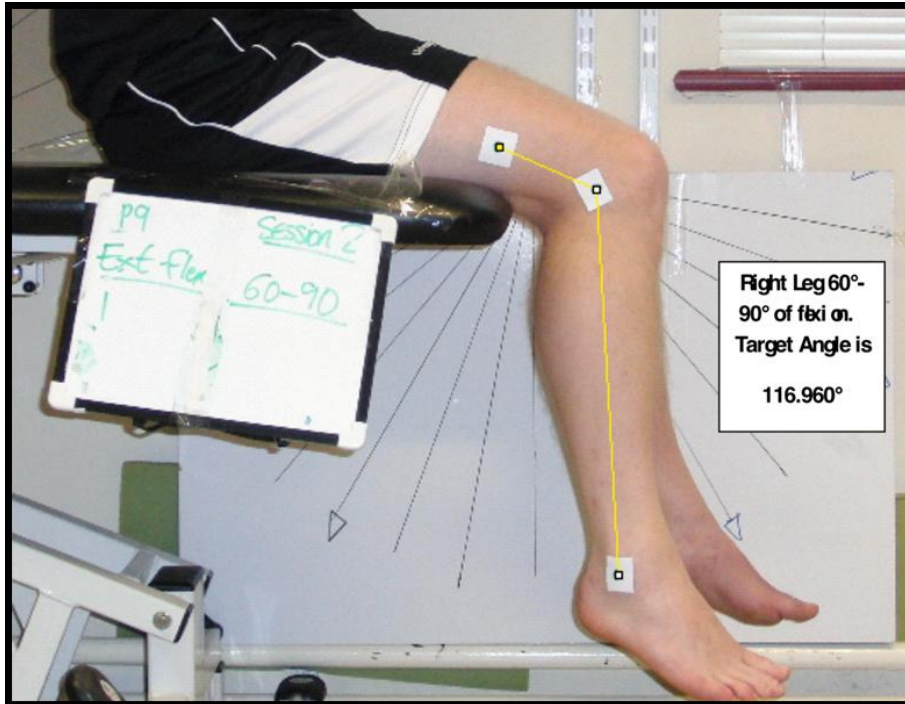 P9
Session 2
Ext flex
60-90
1
Right Leg 60°-
90° of flexi on.
Target Angle is
116.960°